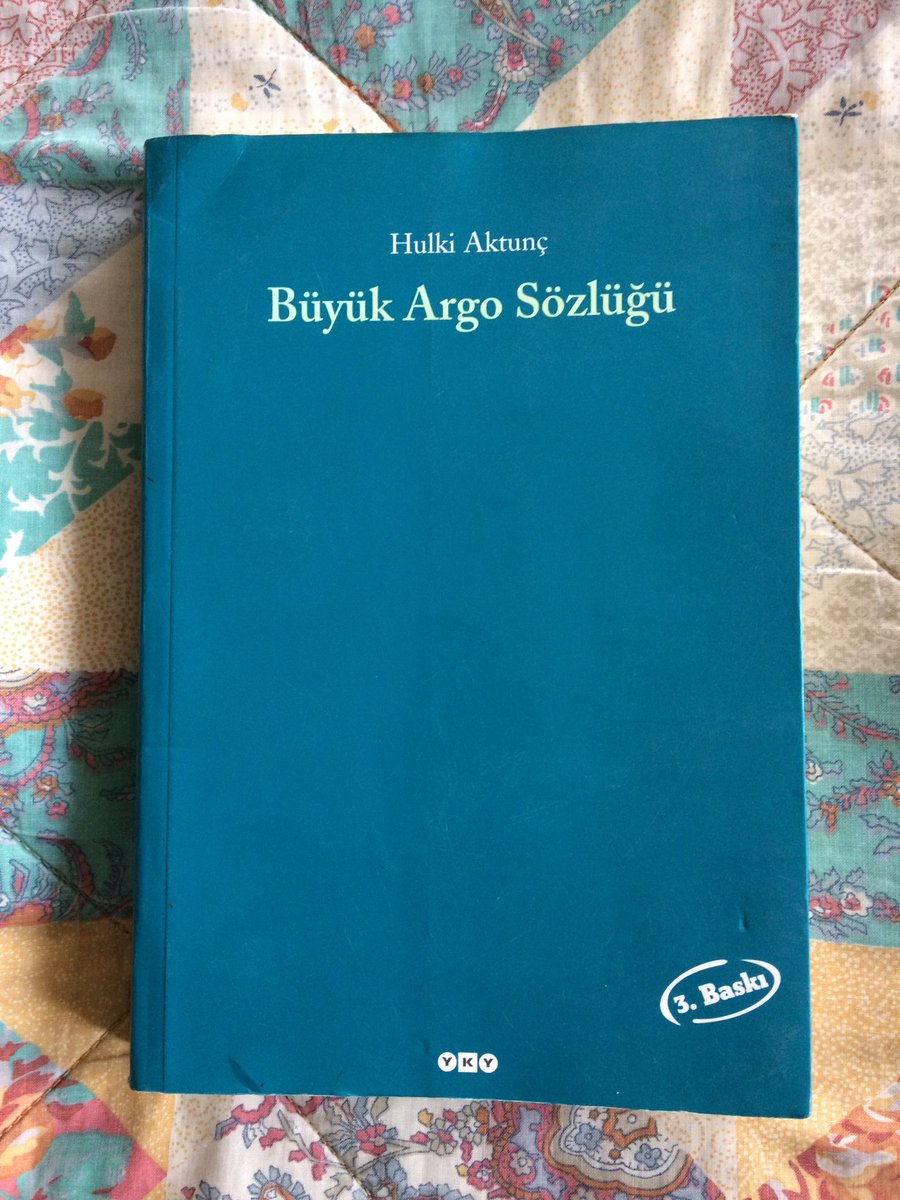 Hulki Aktunç
Büyük Argo Sözlüğü
3. Baskı
YKY